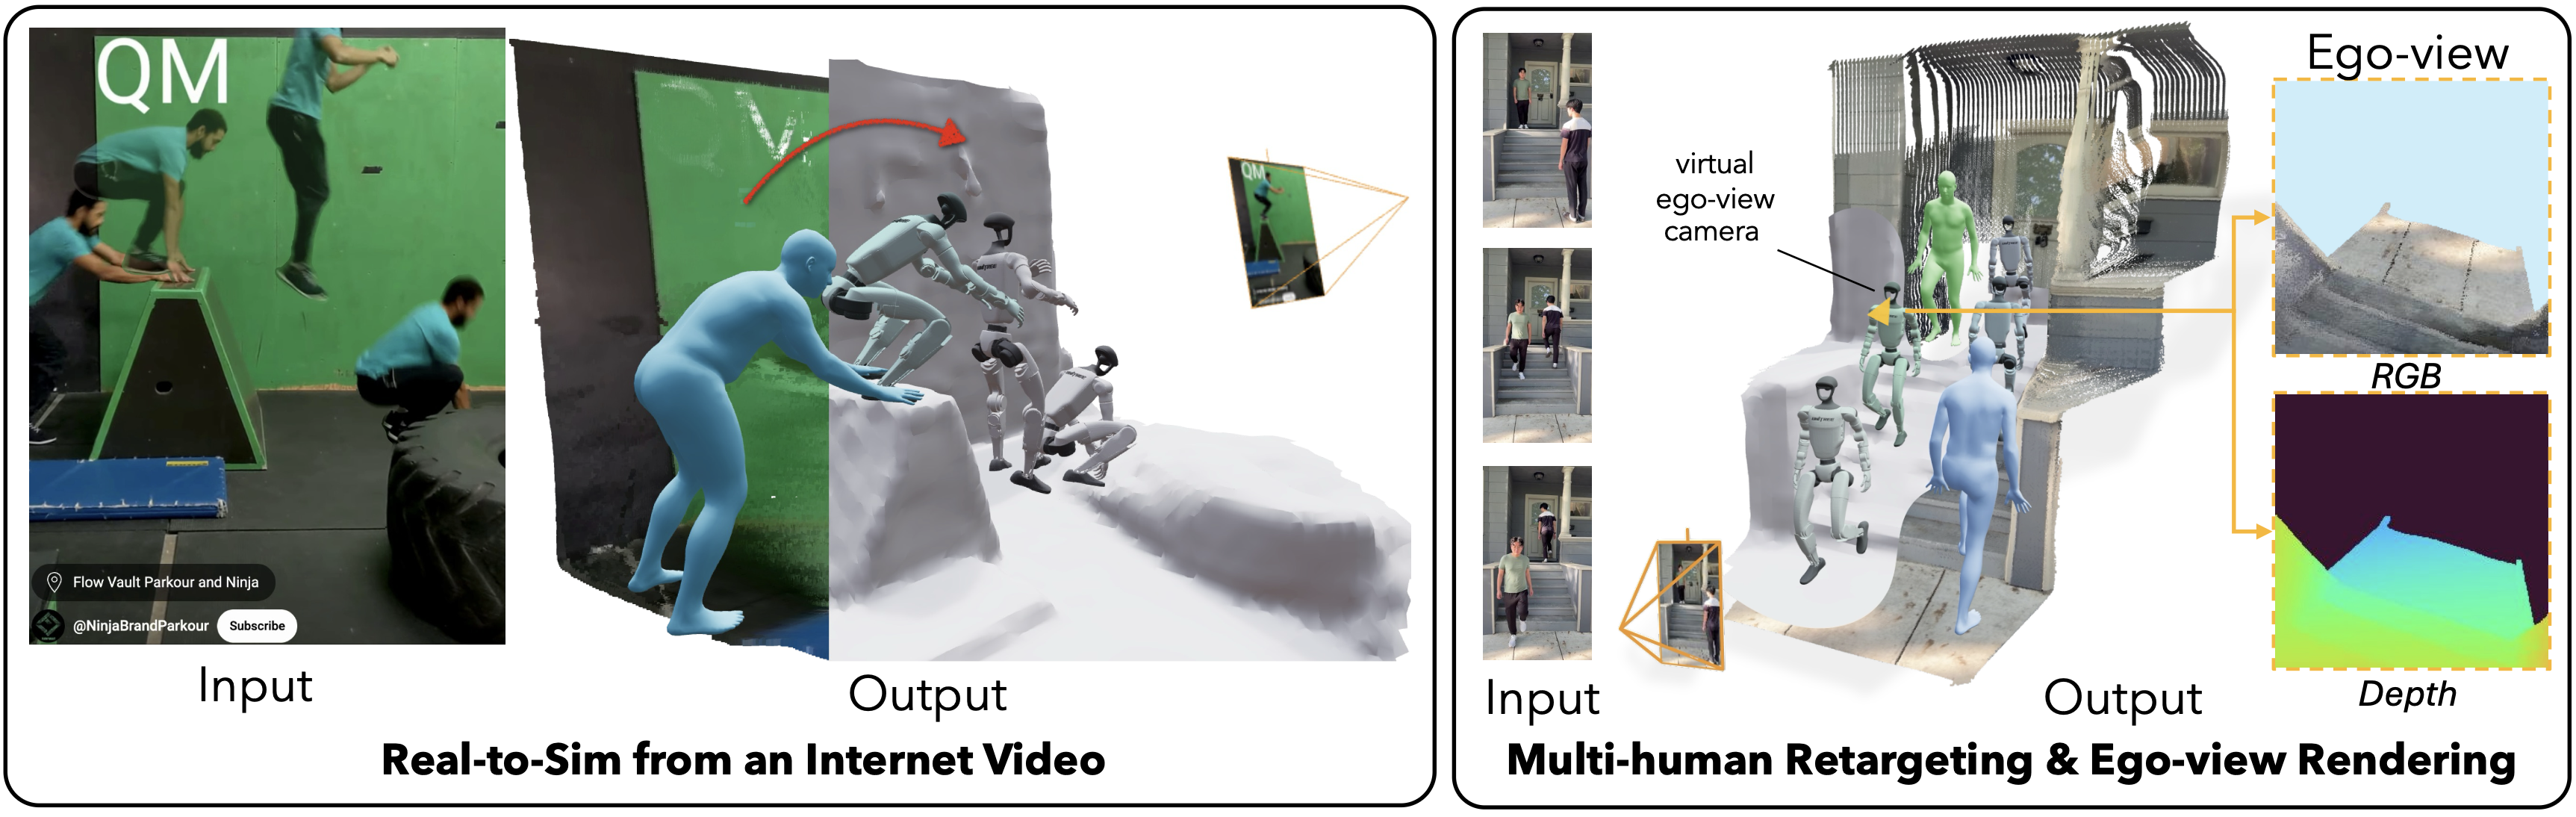 QM
Flow Vault Parkour and Ninja
@NinjaBrandParkour
Subscribe
QM
Input
Output
Real-to-Sim from an Internet Video
virtual
ego-view
camera
Ego-view
RGB
Depth
Input
Output
Multi-human Retargeting & Ego-view Rendering